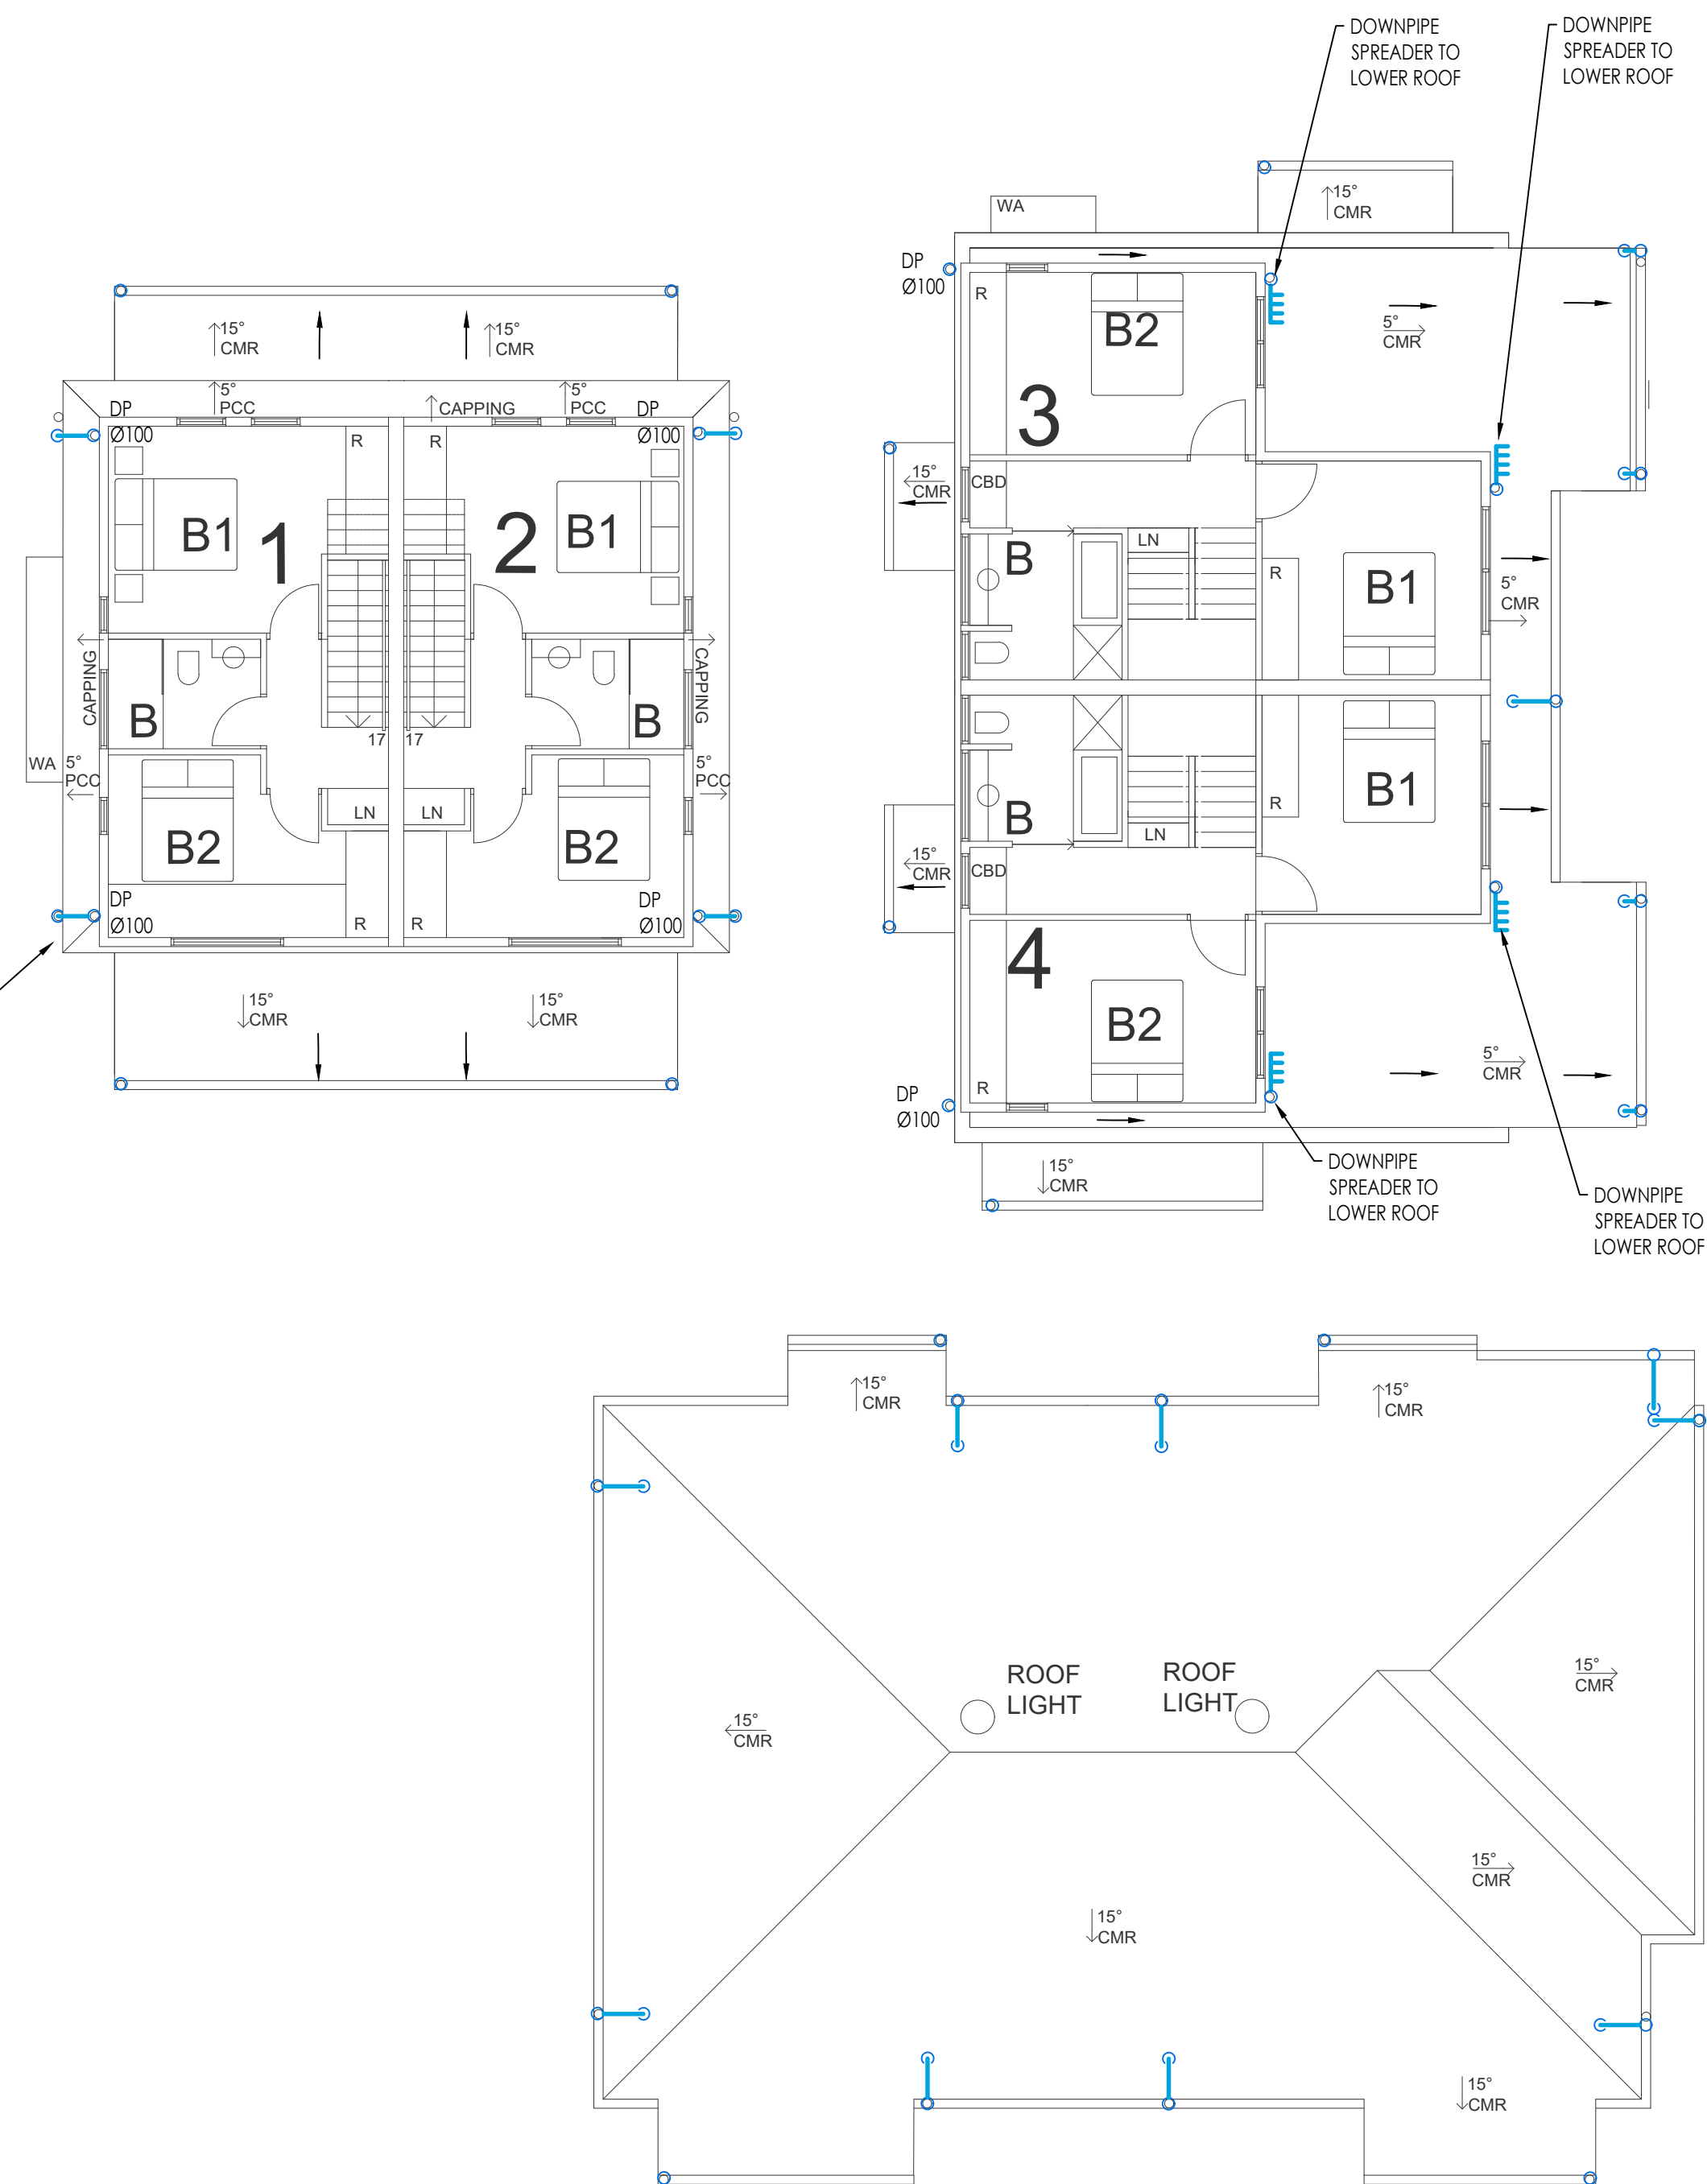 DOWNPIPE
SPREADER TO
LOWER ROOF
DOWNPIPE
SPREADER TO
LOWER ROOF
15°
CMR
15°
CMR
5°
PCC
CAPPING
5°
PCC
DP
Ø100
DP
Ø100
R
R
B1
1
2
B1
CAPPING
CAPPING
B
B
17
17
WA
5°
PCC
5°
PCC
LN
LN
B2
B2
DP
Ø100
DP
Ø100
R
R
15°
CMR
15°
CMR
WA
15°
CMR
DP
Ø100
R
B2
3
5°
CMR
15°
CMR
CBD
B
LN
R
B1
5°
CMR
B
LN
R
B1
15°
CMR
CBD
4
B2
R
5°
CMR
DP
Ø100
15°
CMR
DOWNPIPE
SPREADER TO
LOWER ROOF
DOWNPIPE
SPREADER TO
LOWER ROOF
15°
CMR
15°
CMR
ROOF
LIGHT
ROOF
LIGHT
15°
CMR
15°
CMR
15°
CMR
15°
CMR
15°
CMR